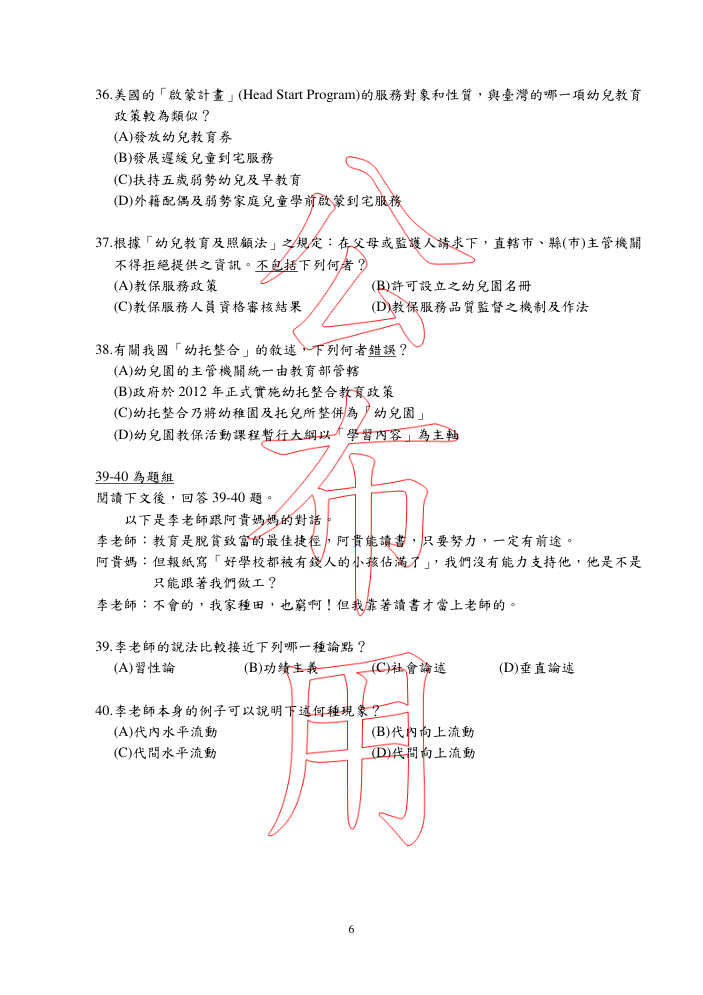 36.美國的「啟蒙計畫」(Head Start Program)的服務對象和性質，與臺灣的哪一項幼兒教育
政策較為類似？
(A)發放幼兒教育券
(B)發展遲緩兒童到宅服務
(C)扶持五歲弱勢幼兒及早教育
(D)外籍配偶及弱勢家庭兒童學前啟蒙到宅服務
37.根據「幼兒教育及照顧法」之規定：在父母或監護人請求下，直轄市、縣(市)主管機關
不得拒絕提供之資訊。不包括下列何者？
(A)教保服務政策 (B)許可設立之幼兒園名冊
(C)教保服務人員資格審核結果 (D)教保服務品質監督之機制及作法
38.有關我國「幼托整合」的敘述，下列何者錯誤？
(A)幼兒園的主管機關統一由教育部管轄
(B)政府於 2012 年正式實施幼托整合教育政策
(C)幼托整合乃將幼稚園及托兒所整併為「幼兒園」
(D)幼兒園教保活動課程暫行大綱以「學習內容」為主軸
39-40 為題組
閱讀下文後，回答 39-40 題。
以下是李老師跟阿貴媽媽的對話。
李老師：教育是脫貧致富的最佳捷徑，阿貴能讀書，只要努力，一定有前途。
阿貴媽：但報紙寫「好學校都被有錢人的小孩佔滿了」，我們沒有能力支持他，他是不是
只能跟著我們做工？
李老師：不會的，我家種田，也窮啊！但我靠著讀書才當上老師的。
39.李老師的說法比較接近下列哪一種論點？
(A)習性論 (B)功績主義 (C)社會論述 (D)垂直論述
40.李老師本身的例子可以說明下述何種現象？
(A)代內水平流動 (B)代內向上流動
(C)代間水平流動 (D)代間向上流動
公布用
6